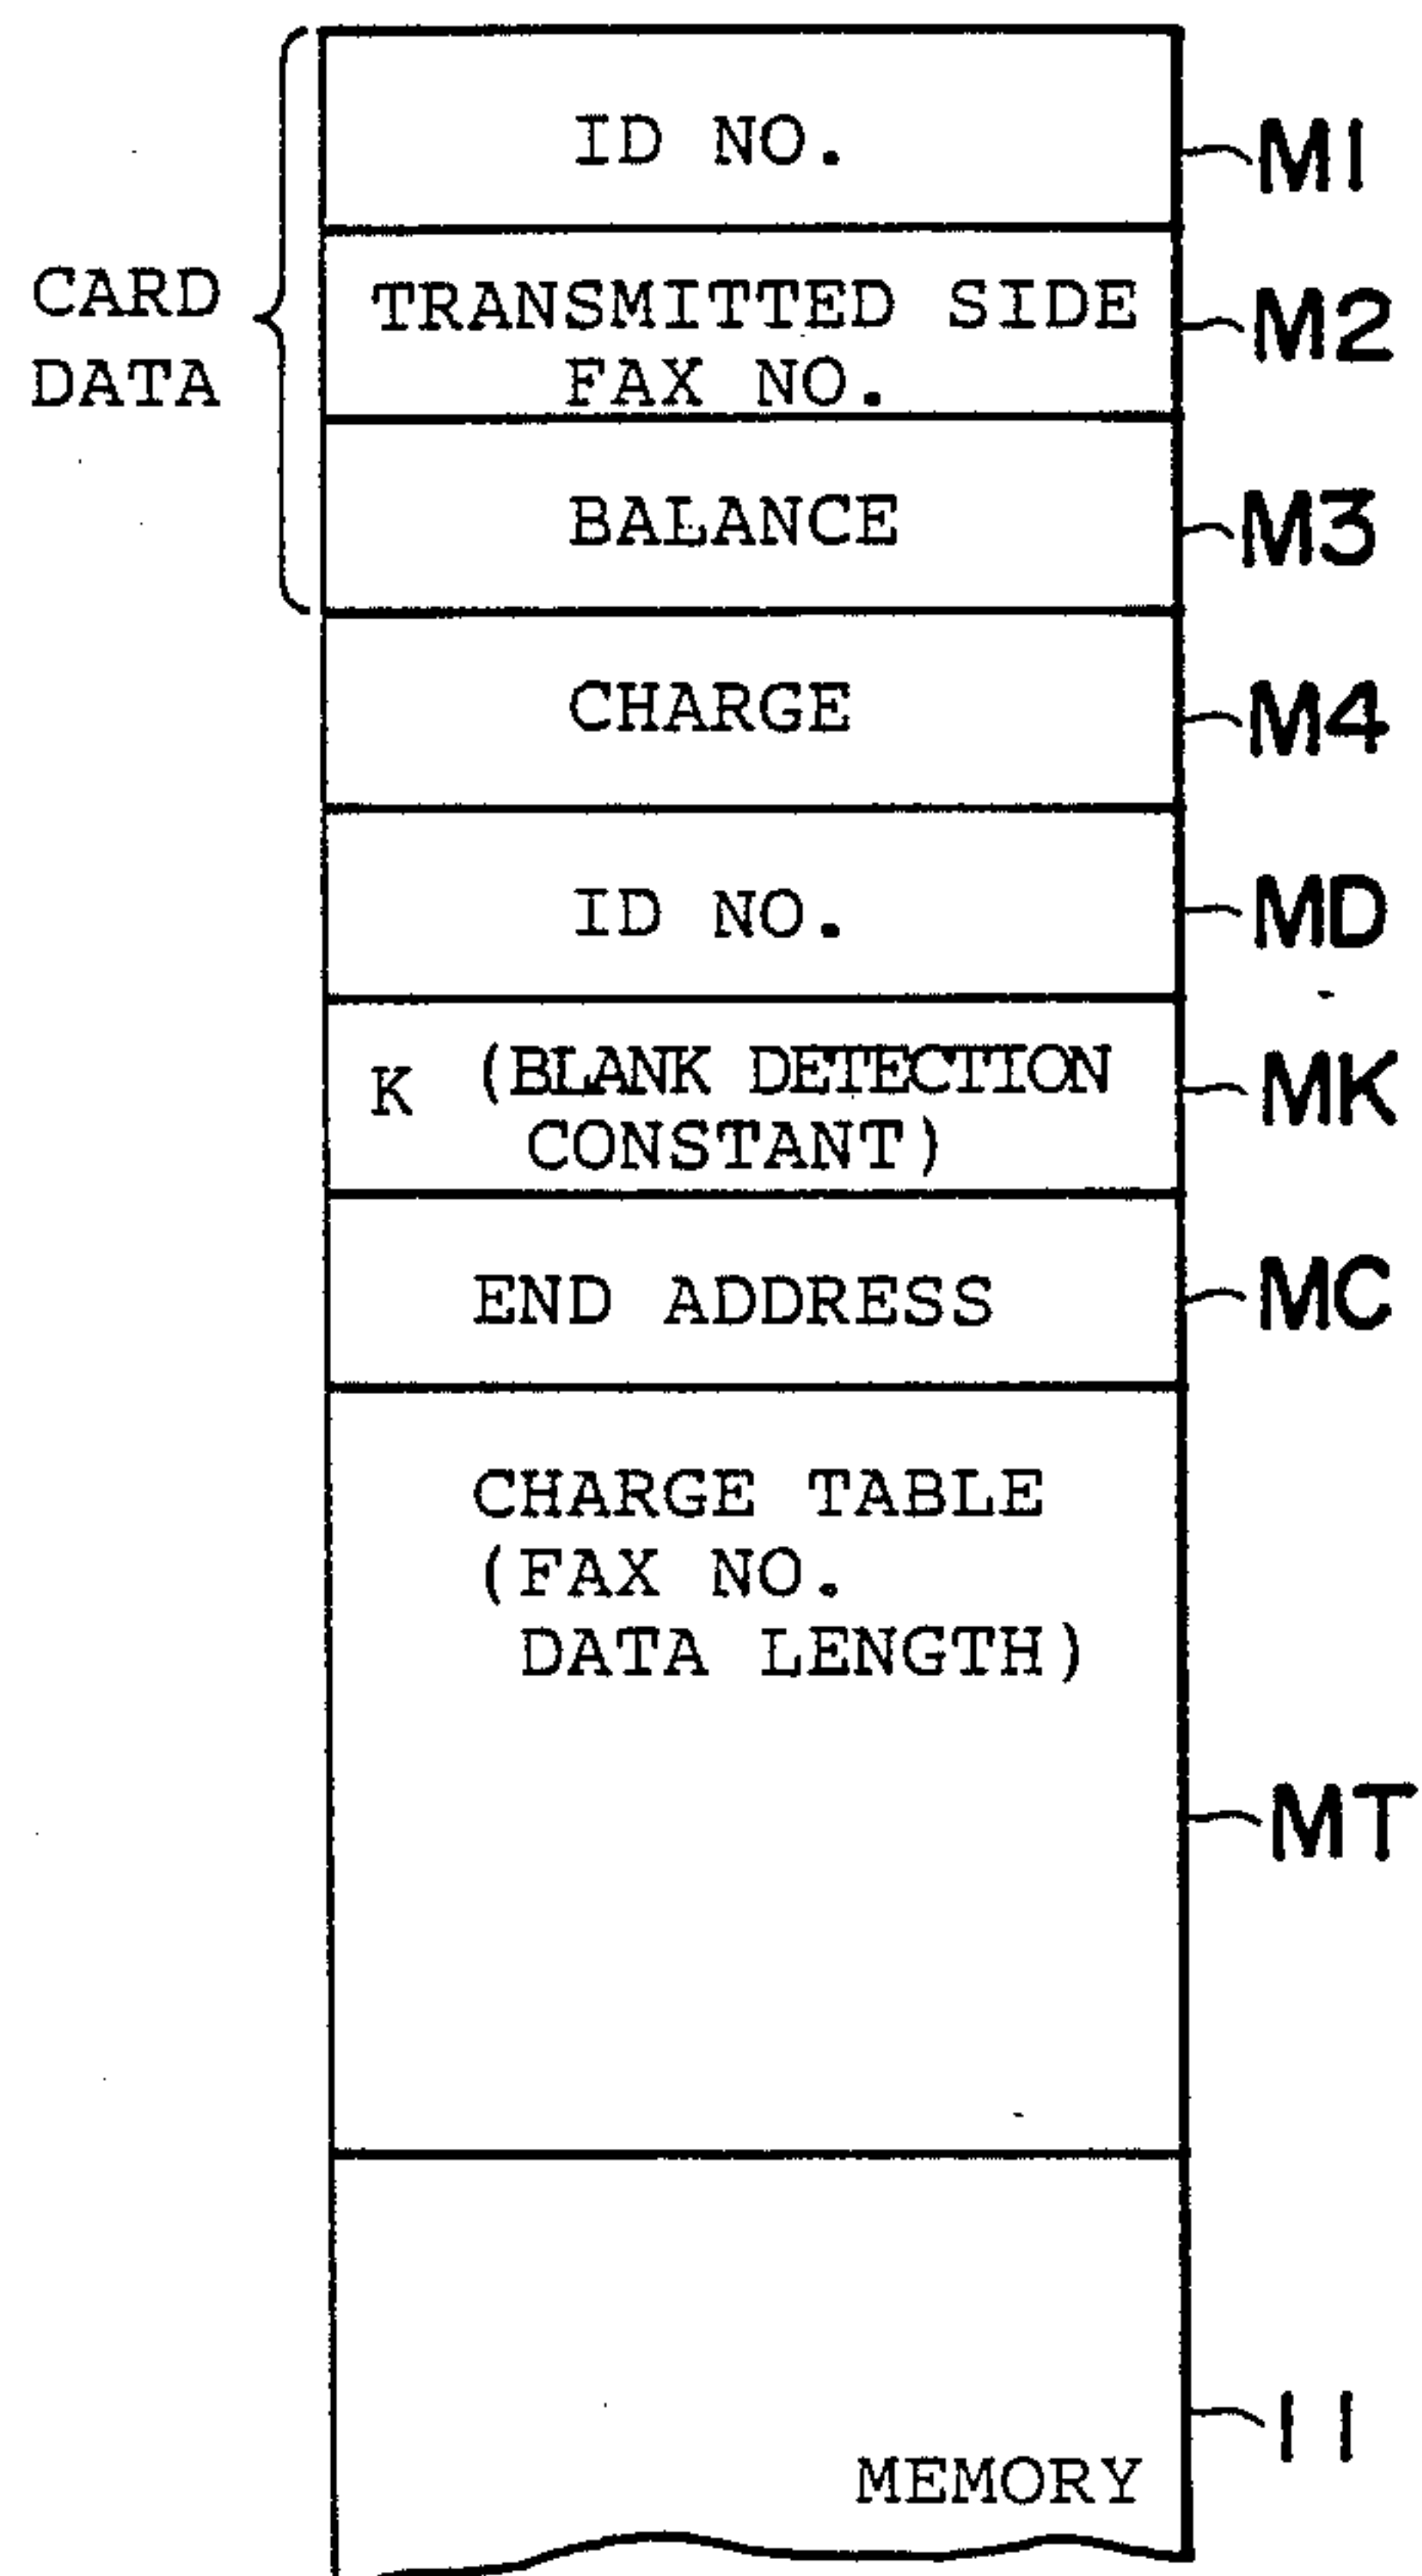 ID NO.
M1
CARD
DATA
TRANSMITTED SIDE
FAX NO.
M2
BALANCE
M3
CHARGE
M4
ID NO.
MD
K (BLANK DETECTION
CONSTANT)
MK
END ADDRESS
MC
CHARGE TABLE
(FAX NO.
DATA LENGTH)
MT
11
MEMORY